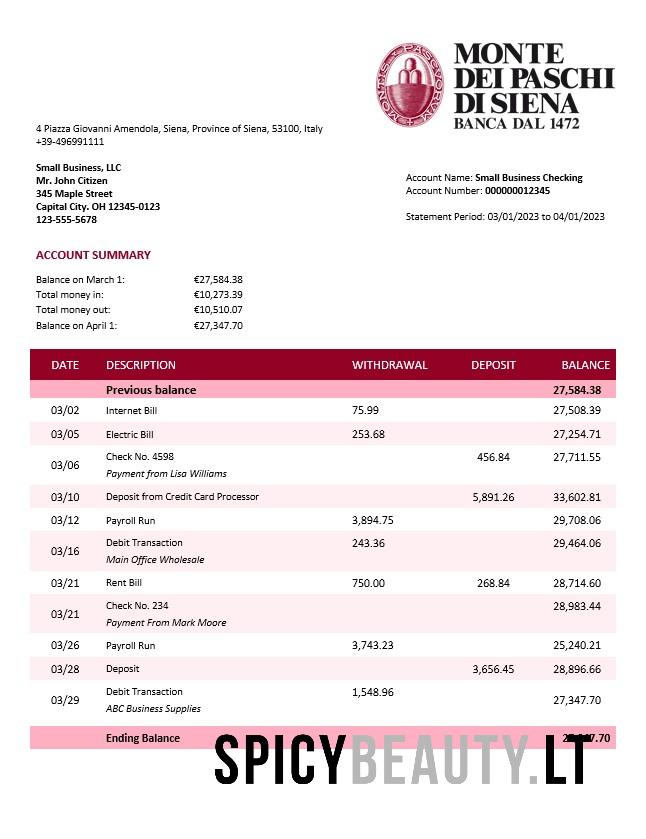 MONTIS PASCVORVM
MONTE
DEI PASCHI
DI SIENA
BANCA DAL 1472
4 Piazza Giovanni Amendola, Siena, Province of Siena, 53100, Italy
+39-496991111
Small Business, LLC
Mr. John Citizen
345 Maple Street
Capital City. OH 12345-0123
123-555-5678
Account Name: Small Business Checking
Account Number: 000000012345
Statement Period: 03/01/2023 to 04/01/2023
ACCOUNT SUMMARY
Balance on March 1: €27,584.38
Total money in: €10,273.39
Total money out: €10,510.07
Balance on April 1: €27,347.70
DATE DESCRIPTION WITHDRAWAL DEPOSIT BALANCE
Previous balance 27,584.38
03/02 Internet Bill 75.99 27,508.39
03/05 Electric Bill 253.68 27,254.71
03/06 Check No. 4598 456.84 27,711.55
Payment from Lisa Williams
03/10 Deposit from Credit Card Processor 5,891.26 33,602.81
03/12 Payroll Run 3,894.75 29,708.06
03/16 Debit Transaction 243.36 29,464.06
Main Office Wholesale
03/21 Rent Bill 750.00 268.84 28,714.60
03/21 Check No. 234 28,983.44
Payment From Mark Moore
03/26 Payroll Run 3,743.23 25,240.21
03/28 Deposit 3,656.45 28,896.66
03/29 Debit Transaction 1,548.96 27,347.70
ABC Business Supplies
Ending Balance
SPICYBEAUTY.LT